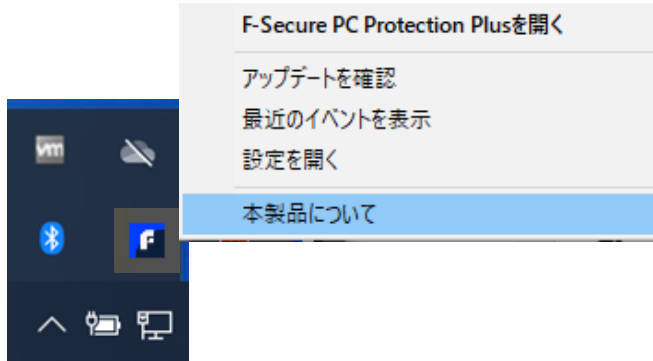 F-Secure PC Protection Plusを開く
アップデートを確認
最近のイベントを表示
設定を開く
本製品について
vm
F